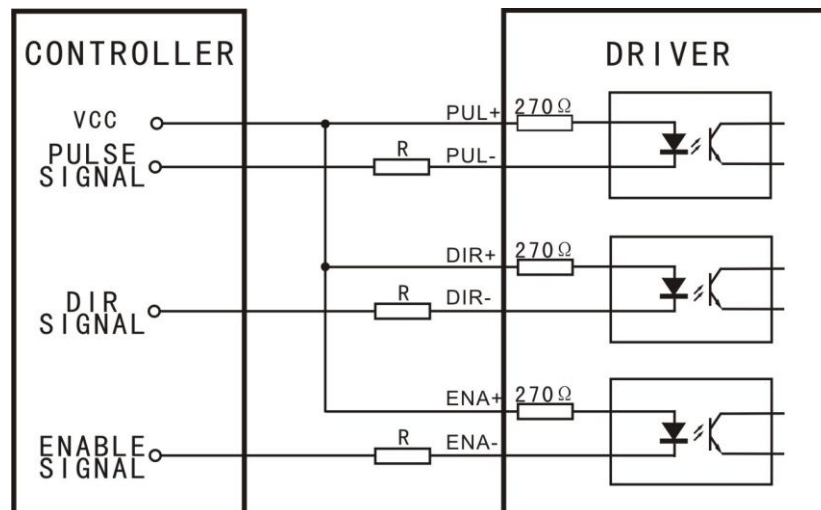 CONTROLLER
DRIVER
VCC
PUL+
270Ω
PULSE
SIGNAL
R
PUL-
DIR+
270Ω
DIR
SIGNAL
R
DIR-
ENA+
270Ω
ENABLE
SIGNAL
R
ENA-